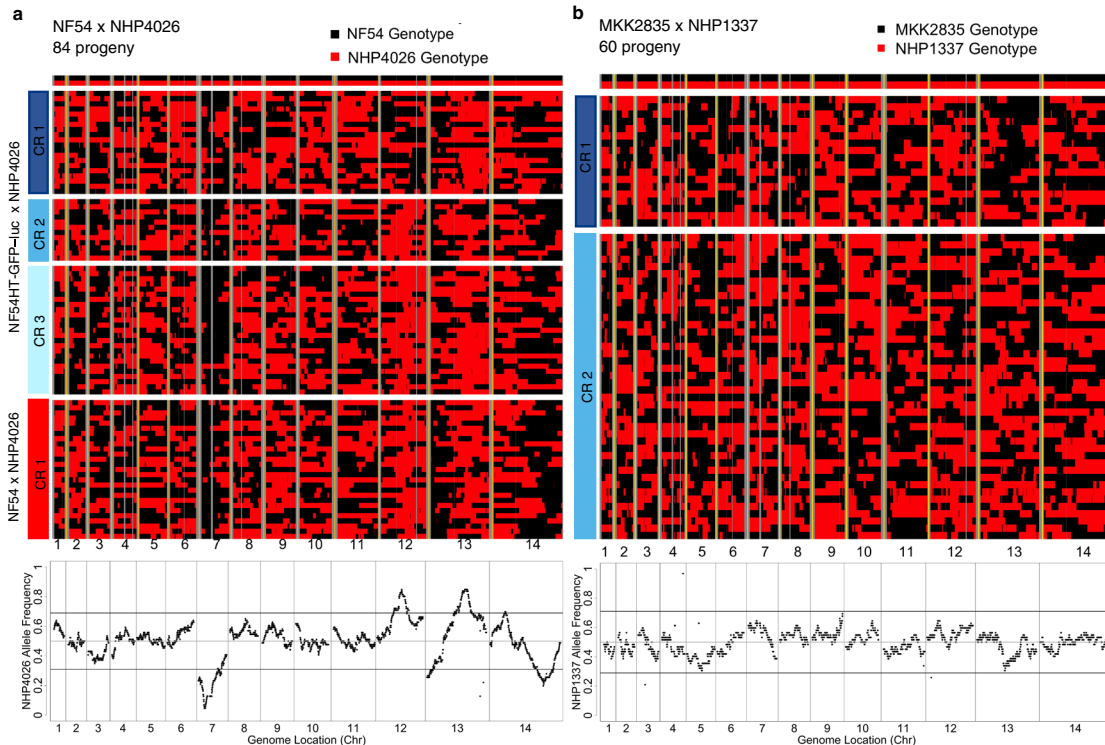 a
NF54 x NHP4026
84 progeny
NF54 Genotype
NHP4026 Genotype
NF54HT-GFP-luc x NHP4026
CR 1
CR 2
CR 3
NF54 x NHP4026
CR 1
1 2 3 4 5 6 7 8 9 10 11 12 13 14
NHP4026 Allele Frequency
1
0.8
0.6
0.4
0.2
0
1 2 3 4 5 6 7 8 9 10 11 12 13 14
Genome Location (Chr)
b
MKK2835 x NHP1337
60 progeny
MKK2835 Genotype
NHP1337 Genotype
CR 1
CR 2
1 2 3 4 5 6 7 8 9 10 11 12 13 14
NHP1337 Allele Frequency
1
0.8
0.6
0.4
0.2
0
1 2 3 4 5 6 7 8 9 10 11 12 13 14
Genome Location (Chr)